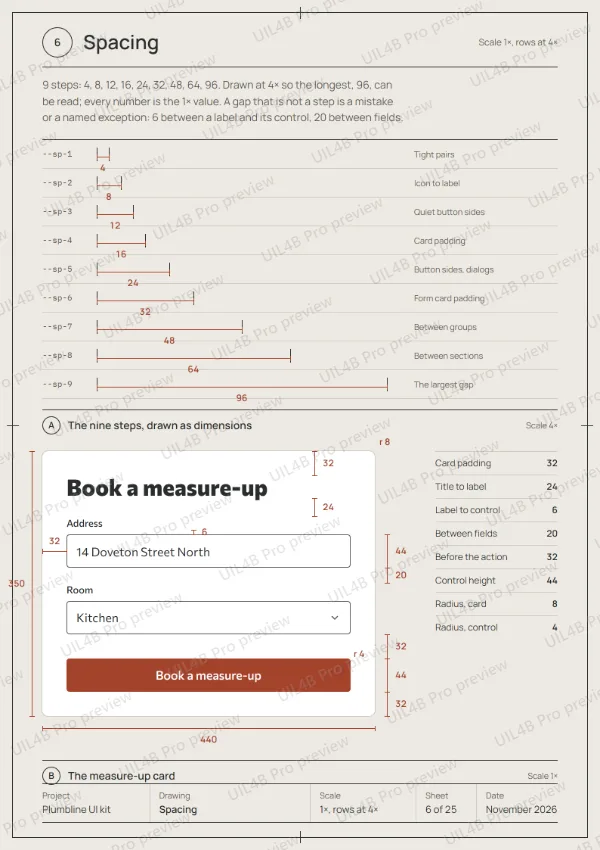 6 Spacing Scale 1×, rows at 4×
9 steps: 4, 8, 12, 16, 24, 32, 48, 64, 96. Drawn at 4× so the longest, 96, can
be read; every number is the 1× value. A gap that is not a step is a mistake
or a named exception: 6 between a label and its control, 20 between fields.
--sp-1 4 Tight pairs
--sp-2 8 Icon to label
--sp-3 12 Quiet button sides
--sp-4 16 Card padding
--sp-5 24 Button sides, dialogs
--sp-6 32 Form card padding
--sp-7 48 Between groups
--sp-8 64 Between sections
--sp-9 96 The largest gap
A The nine steps, drawn as dimensions Scale 4×
r 8
32
Book a measure-up
24
Address
6
32
14 Doveton Street North
44
20
350
Room
Kitchen
32
r 4
Book a measure-up
44
32
440
Card padding 32
Title to label 24
Label to control 6
Between fields 20
Before the action 32
Control height 44
Radius, card 8
Radius, control 4
B The measure-up card Scale 1×
Project Drawing Scale Sheet Date
Plumbline UI kit Spacing 1×, rows at 4× 6 of 25 November 2026
UIL4B Pro preview